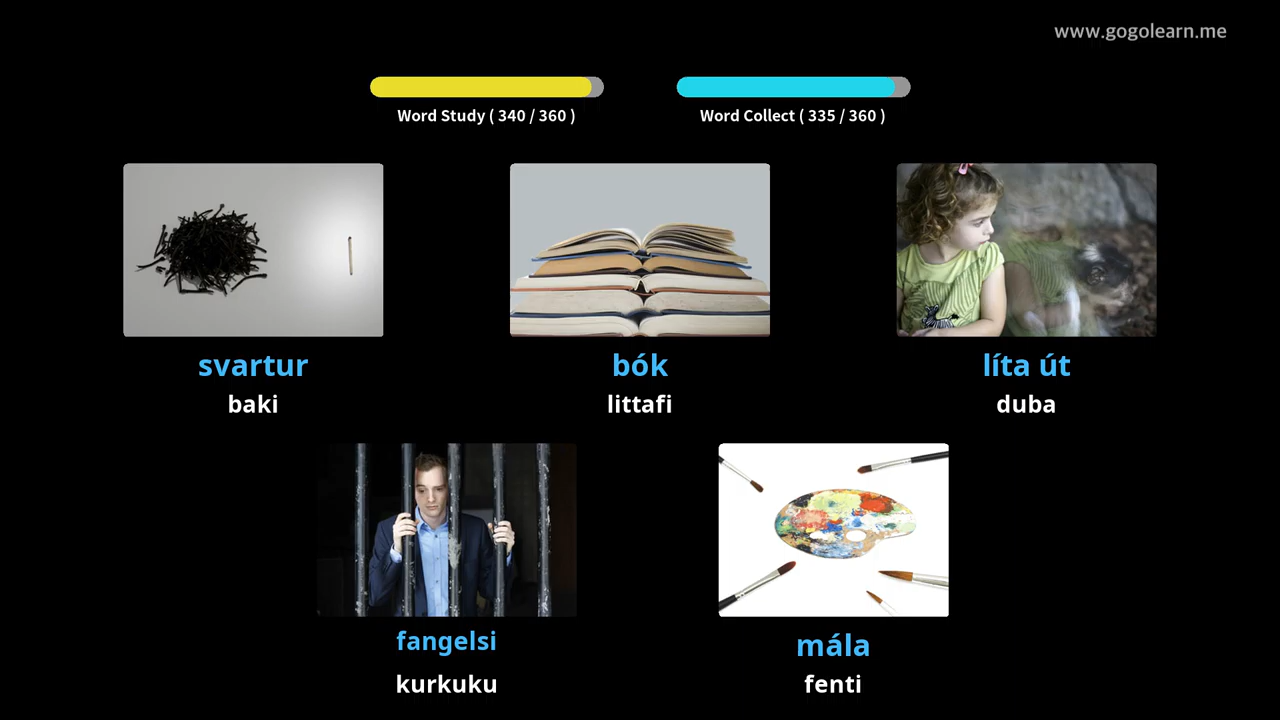 www.gogolearn.me
Word Study ( 340 / 360 )
Word Collect ( 335 / 360 )
svartur
baki
bók
littafi
líta út
duba
fangelsi
kurkuku
mála
fenti